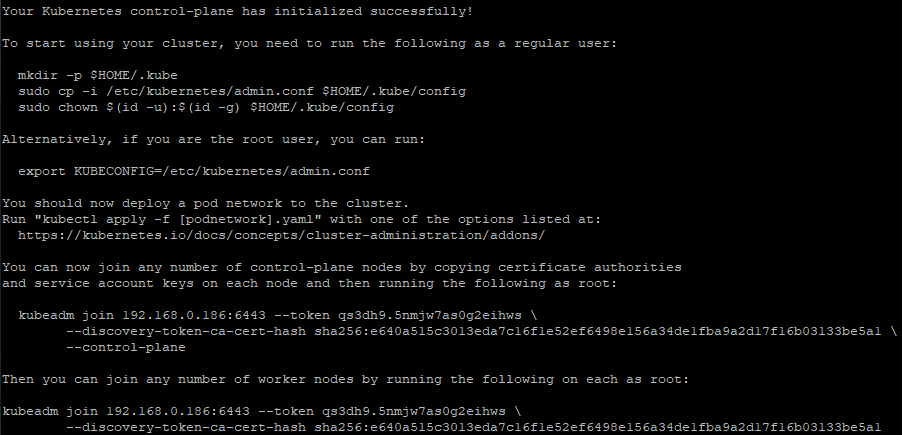 Your Kubernetes control-plane has initialized successfully!
To start using your cluster, you need to run the following as a regular user:
mkdir -p $HOME/.kube
sudo cp -i /etc/kubernetes/admin.conf $HOME/.kube/config
sudo chown $(id -u):$(id -g) $HOME/.kube/config
Alternatively, if you are the root user, you can run:
export KUBECONFIG=/etc/kubernetes/admin.conf
You should now deploy a pod network to the cluster.
Run "kubectl apply -f [podnetwork].yaml" with one of the options listed at:
https://kubernetes.io/docs/concepts/cluster-administration/addons/
You can now join any number of control-plane nodes by copying certificate authorities
and service account keys on each node and then running the following as root:
kubeadm join 192.168.0.186:6443 --token qs3dh9.5nmjw7as0g2eihws \
--discovery-token-ca-cert-hash sha256:e640a515c3013eda7c16f1e52ef6498e156a34de1fba9a2d17f16b03133be5a1 \
--control-plane
Then you can join any number of worker nodes by running the following on each as root:
kubeadm join 192.168.0.186:6443 --token qs3dh9.5nmjw7as0g2eihws \
--discovery-token-ca-cert-hash sha256:e640a515c3013eda7c16f1e52ef6498e156a34de1fba9a2d17f16b03133be5a1